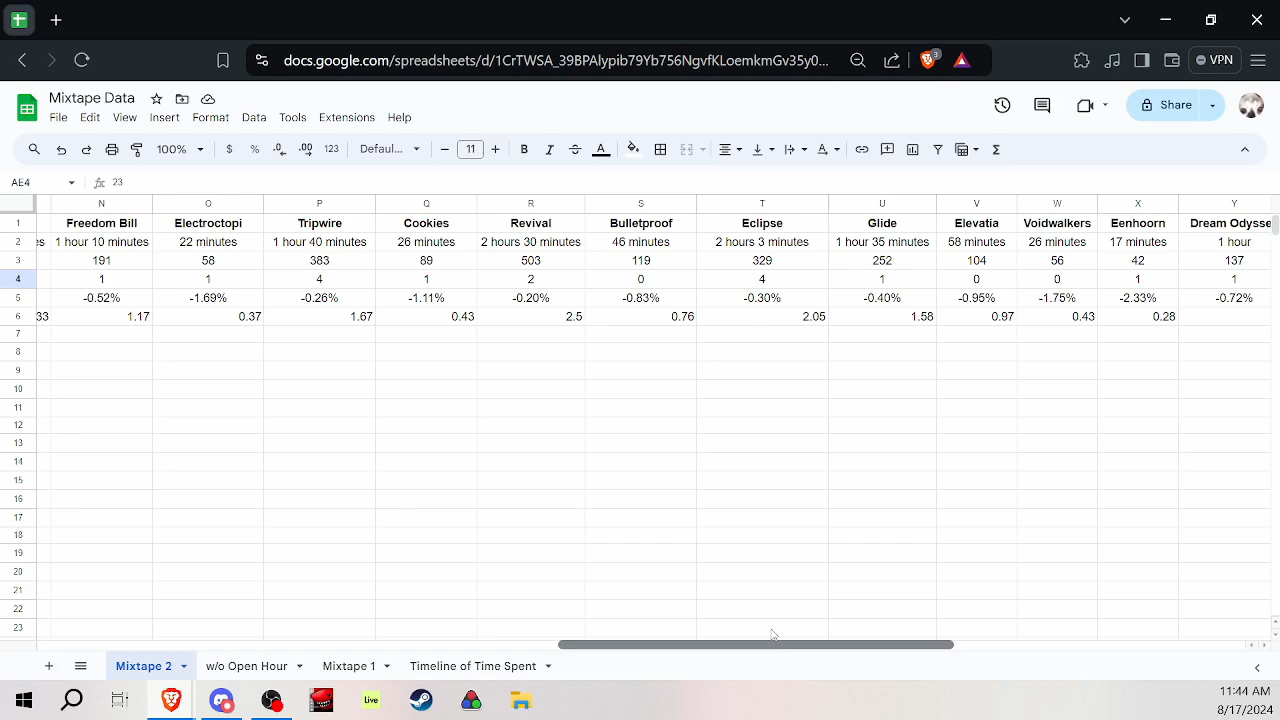 docs.google.com/spreadsheets/d/1CrTWSA_39BPAlypib79Yb756NgvfKLoemkmGv35y0...
3
VPN
Mixtape Data
File Edit View Insert Format Data Tools Extensions Help
Share
100% $ % .0 .00 123 Defaul... − 11 + B I A
AE4 fx 23
N O P Q R S T U V W X Y
1 Freedom Bill Electroctopi Tripwire Cookies Revival Bulletproof Eclipse Glide Elevatia Voidwalkers Eenhoorn Dream Odysse
2 es 1 hour 10 minutes 22 minutes 1 hour 40 minutes 26 minutes 2 hours 30 minutes 46 minutes 2 hours 3 minutes 1 hour 35 minutes 58 minutes 26 minutes 17 minutes 1 hour
3 191 58 383 89 503 119 329 252 104 56 42 137
4 1 1 4 1 2 0 4 1 0 0 1 1
5 -0.52% -1.69% -0.26% -1.11% -0.20% -0.83% -0.30% -0.40% -0.95% -1.75% -2.33% -0.72%
6 33 1.17 0.37 1.67 0.43 2.5 0.76 2.05 1.58 0.97 0.43 0.28
7
8
9
10
11
12
13
14
15
16
17
18
19
20
21
22
23
Mixtape 2 w/o Open Hour Mixtape 1 Timeline of Time Spent
Live
11:44 AM
8/17/2024